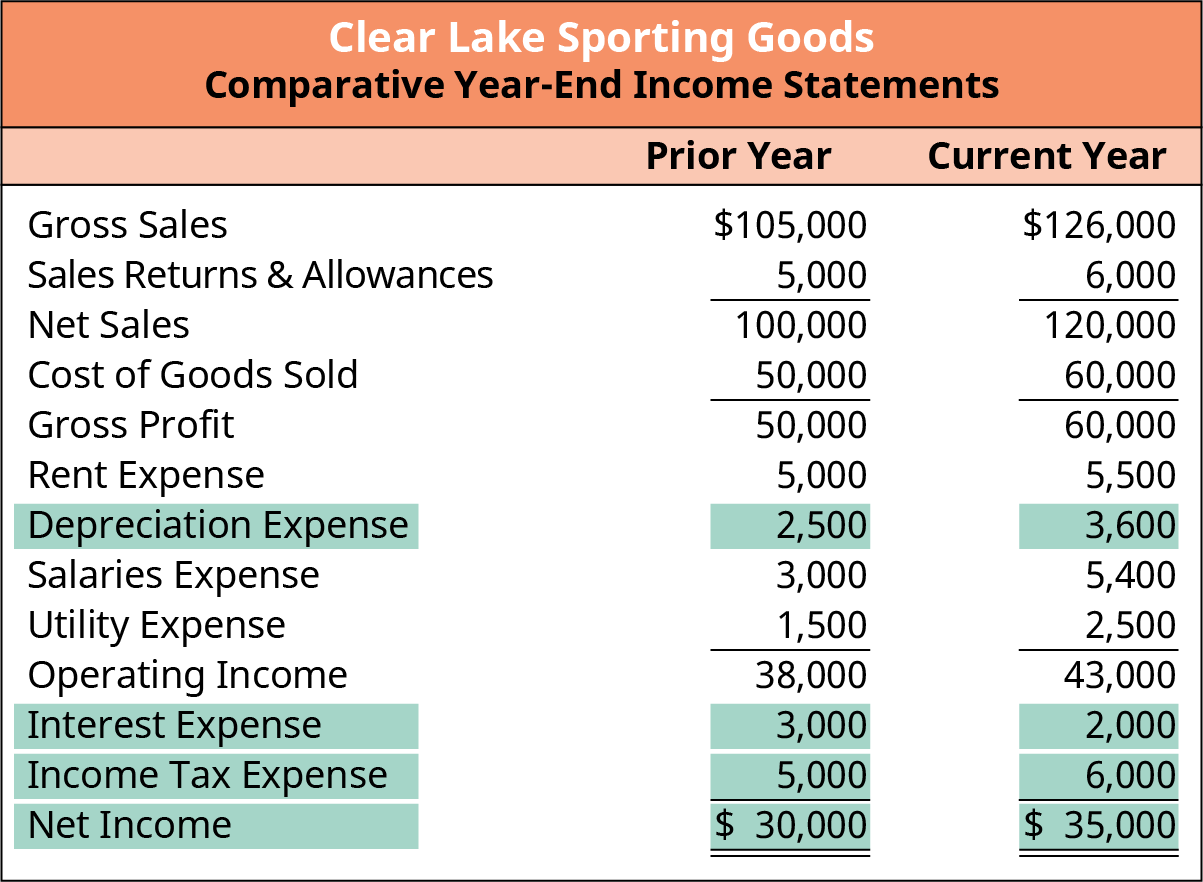 Clear Lake Sporting Goods
Comparative Year-End Income Statements
Prior Year Current Year
Gross Sales $105,000 $126,000
Sales Returns & Allowances 5,000 6,000
Net Sales 100,000 120,000
Cost of Goods Sold 50,000 60,000
Gross Profit 50,000 60,000
Rent Expense 5,000 5,500
Depreciation Expense 2,500 3,600
Salaries Expense 3,000 5,400
Utility Expense 1,500 2,500
Operating Income 38,000 43,000
Interest Expense 3,000 2,000
Income Tax Expense 5,000 6,000
Net Income $ 30,000 $ 35,000